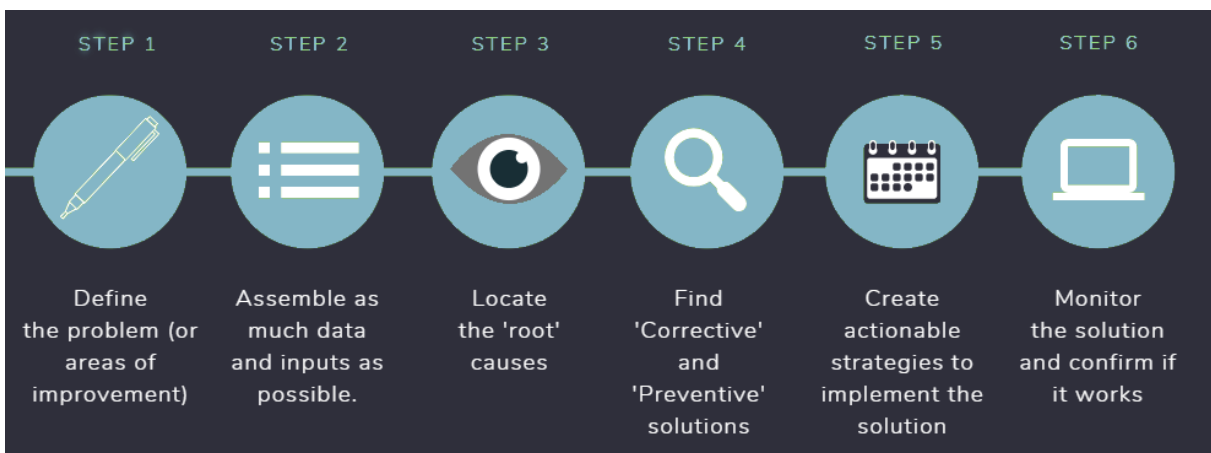 STEP 1
Define
the problem (or
areas of
improvement)
STEP 2
Assemble as
much data
and inputs as
possible.
STEP 3
Locate
the 'root'
causes
STEP 4
Find
'Corrective'
and
'Preventive'
solutions
STEP 5
Create
actionable
strategies to
implement the
solution
STEP 6
Monitor
the solution
and confirm if
it works